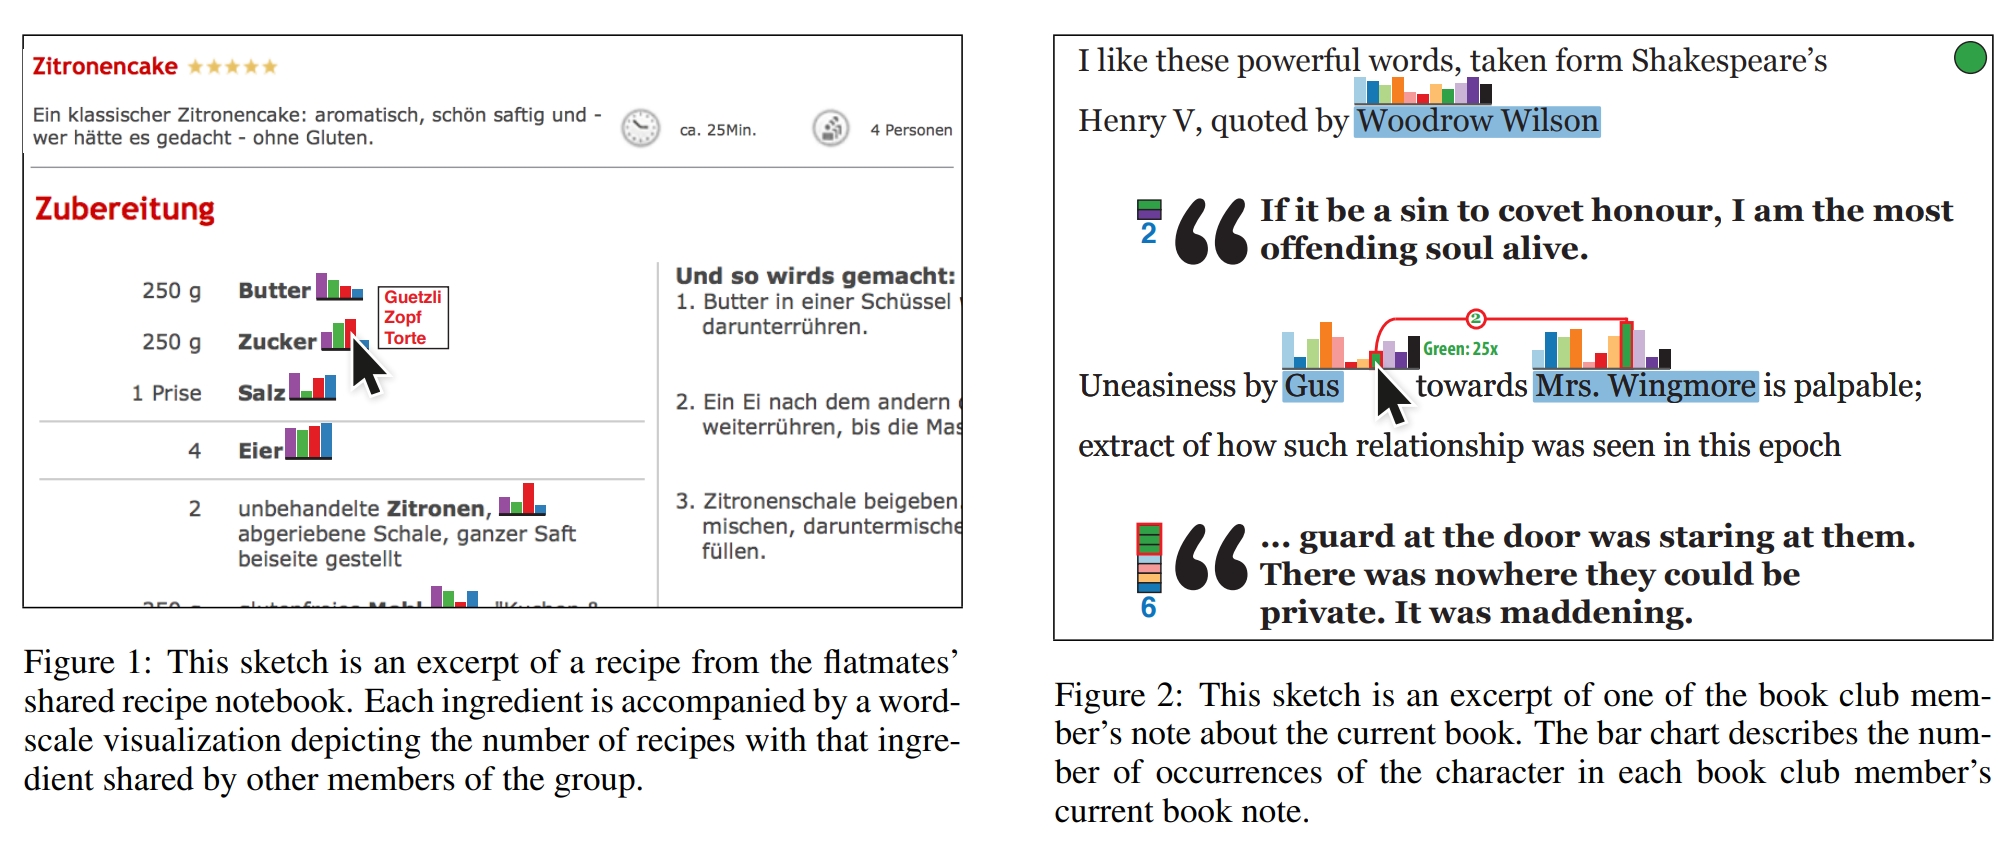 Zitronencake
Ein klassischer Zitronencake: aromatisch, schön saftig und -
wer hätte es gedacht - ohne Gluten.
ca. 25Min.
4 Personen
Zubereitung
250 g Butter
250 g Zucker
Guetzli
Zopf
Torte
1 Prise Salz
4 Eier
2 unbehandelte Zitronen,
abgeriebene Schale, ganzer Saft
beiseite gestellt
Und so wirds gemacht:
1. Butter in einer Schüssel
darunterrühren.
2. Ein Ei nach dem andern
weiterrühren, bis die Mas
3. Zitronenschale beigeben.
mischen, daruntermische
füllen.
Figure 1: This sketch is an excerpt of a recipe from the flatmates’
shared recipe notebook. Each ingredient is accompanied by a word-
scale visualization depicting the number of recipes with that ingre-
dient shared by other members of the group.
I like these powerful words, taken form Shakespeare’s
Henry V, quoted by Woodrow Wilson
2
“ If it be a sin to covet honour, I am the most
offending soul alive.
2
Green: 25x
Uneasiness by Gus towards Mrs. Wingmore is palpable;
extract of how such relationship was seen in this epoch
6
“ ... guard at the door was staring at them.
There was nowhere they could be
private. It was maddening.
Figure 2: This sketch is an excerpt of one of the book club mem-
ber’s note about the current book. The bar chart describes the num-
ber of occurrences of the character in each book club member’s
current book note.